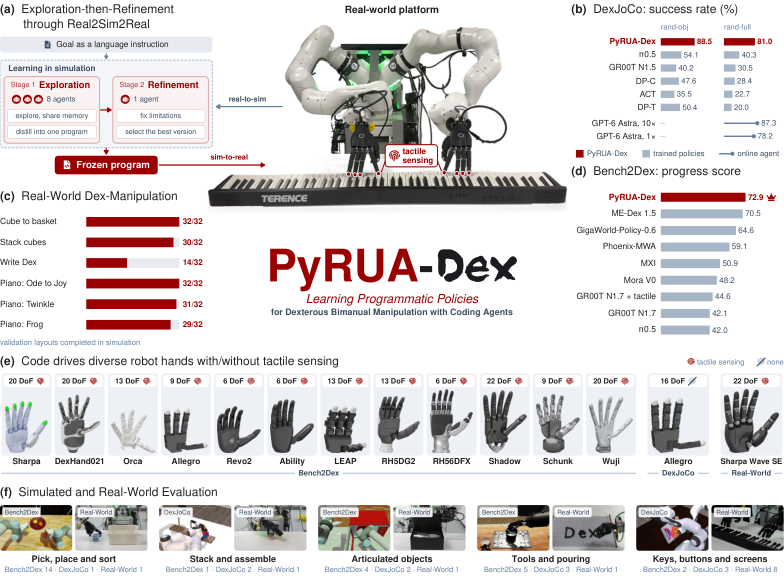 (a) Exploration-then-Refinement
through Real2Sim2Real
Goal as a language instruction
Learning in simulation
Stage 1 Exploration
8 agents
explore, share memory
distill into one program
Stage 2 Refinement
1 agent
fix limitations
select the best version
Frozen program
real-to-sim
sim-to-real
Real-world platform
tactile
sensing
TERENCE
(b) DexJoCo: success rate (%)
rand-obj rand-full
PyRUA-Dex 88.5 81.0
π0.5 54.1 40.3
GR00T N1.5 40.2 30.5
DP-C 47.6 28.4
ACT 35.5 22.7
DP-T 50.4 20.0
GPT-6 Astra, 10× – 87.3
GPT-6 Astra, 1× – 78.2
PyRUA-Dex trained policies online agent
(c) Real-World Dex-Manipulation
Cube to basket 32/32
Stack cubes 30/32
Write Dex 14/32
Piano: Ode to Joy 32/32
Piano: Twinkle 31/32
Piano: Frog 29/32
validation layouts completed in simulation
PyRUA-Dex
Learning Programmatic Policies
for Dexterous Bimanual Manipulation with Coding Agents
(d) Bench2Dex: progress score
PyRUA-Dex 72.9
ME-Dex 1.5 70.5
GigaWorld-Policy-0.6 64.6
Phoenix-MWA 59.1
MXI 50.9
Mora V0 48.2
GR00T N1.7 + tactile 44.6
GR00T N1.7 42.1
π0.5 42.0
(e) Code drives diverse robot hands with/without tactile sensing
tactile sensing none
20 DoF 20 DoF 13 DoF 9 DoF 6 DoF 6 DoF 13 DoF 13 DoF 6 DoF 22 DoF 9 DoF 20 DoF 16 DoF 22 DoF
Sharpa DexHand021 Orca Allegro Revo2 Ability LEAP RH5DG2 RH56DFX Shadow Schunk Wuji Allegro Sharpa Wave SE
Bench2Dex DexJoCo Real-World
(f) Simulated and Real-World Evaluation
Bench2Dex Real-World DexJoCo Real-World Bench2Dex Real-World Bench2Dex Real-World DexJoCo Real-World
Dex
Pick, place and sort Stack and assemble Articulated objects Tools and pouring Keys, buttons and screens
Bench2Dex 14 · DexJoCo 1 · Real-World 1 Bench2Dex 1 · DexJoCo 2 · Real-World 1 Bench2Dex 4 · DexJoCo 2 · Real-World 1 Bench2Dex 5 · DexJoCo 3 · Real-World 1 Bench2Dex 2 · DexJoCo 3 · Real-World 8